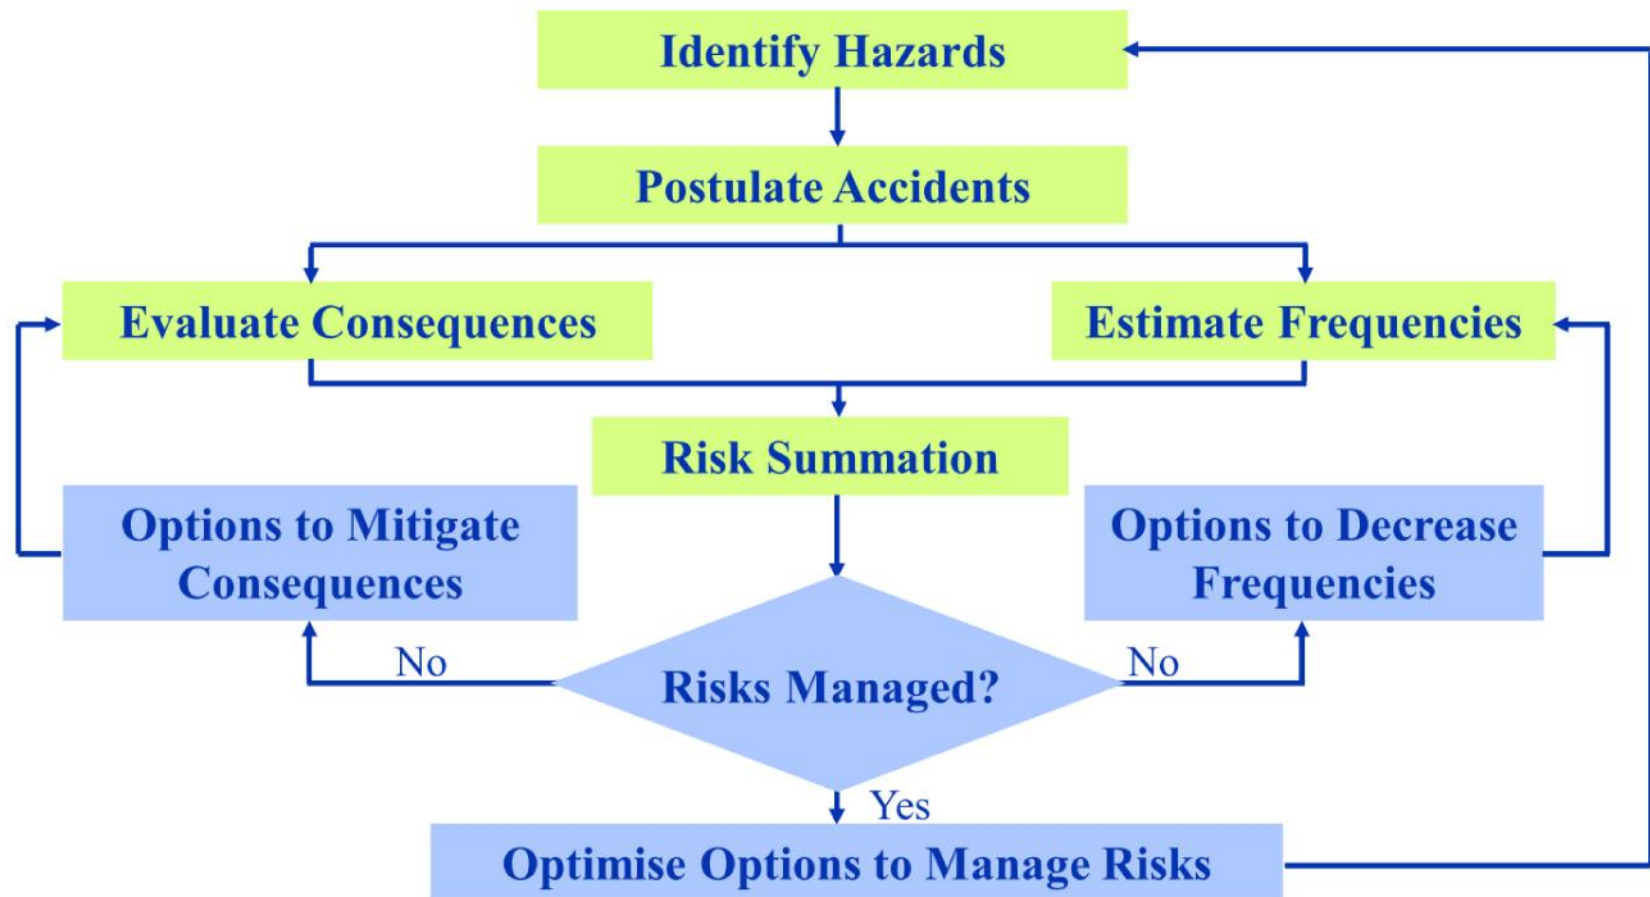 Identify Hazards
Postulate Accidents
Evaluate Consequences
Estimate Frequencies
Risk Summation
Options to Mitigate
Consequences
Options to Decrease
Frequencies
No
Risks Managed?
No
Yes
Optimise Options to Manage Risks